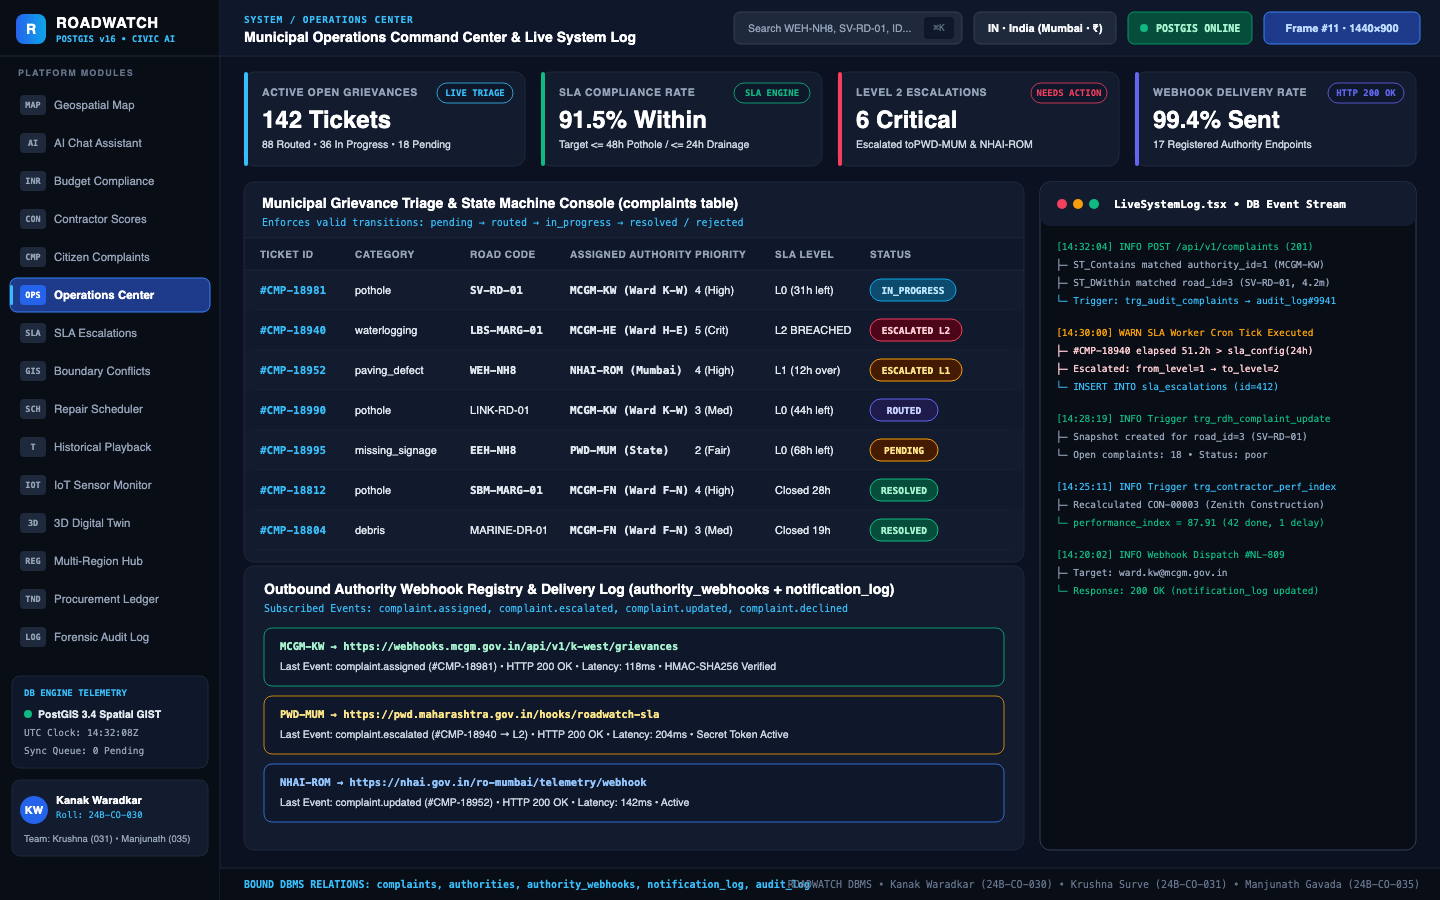 R
ROADWATCH
POSTGIS v16 • CIVIC AI
PLATFORM MODULES
MAP Geospatial Map
AI AI Chat Assistant
INR Budget Compliance
CON Contractor Scores
CMP Citizen Complaints
OPS Operations Center
SLA SLA Escalations
GIS Boundary Conflicts
SCH Repair Scheduler
T Historical Playback
IOT IoT Sensor Monitor
3D 3D Digital Twin
REG Multi-Region Hub
TND Procurement Ledger
LOG Forensic Audit Log
DB ENGINE TELEMETRY
PostGIS 3.4 Spatial GIST
UTC Clock: 14:32:08Z
Sync Queue: 0 Pending
KW Kanak Waradkar
Roll: 24B-CO-030
Team: Krushna (031) • Manjunath (035)
SYSTEM / OPERATIONS CENTER
Municipal Operations Command Center & Live System Log
Search WEH-NH8, SV-RD-01, ID... ⌘K
IN · India (Mumbai · ₹)
POSTGIS ONLINE
Frame #11 · 1440×900
ACTIVE OPEN GRIEVANCES LIVE TRIAGE
142 Tickets
88 Routed • 36 In Progress • 18 Pending
SLA COMPLIANCE RATE SLA ENGINE
91.5% Within
Target <= 48h Pothole / <= 24h Drainage
LEVEL 2 ESCALATIONS NEEDS ACTION
6 Critical
Escalated toPWD-MUM & NHAI-ROM
WEBHOOK DELIVERY RATE HTTP 200 OK
99.4% Sent
17 Registered Authority Endpoints
Municipal Grievance Triage & State Machine Console (complaints table)
Enforces valid transitions: pending → routed → in_progress → resolved / rejected
TICKET ID CATEGORY ROAD CODE ASSIGNED AUTHORITY PRIORITY SLA LEVEL STATUS
#CMP-18981 pothole SV-RD-01 MCGM-KW (Ward K-W) 4 (High) L0 (31h left) IN_PROGRESS
#CMP-18940 waterlogging LBS-MARG-01 MCGM-HE (Ward H-E) 5 (Crit) L2 BREACHED ESCALATED L2
#CMP-18952 paving_defect WEH-NH8 NHAI-ROM (Mumbai) 4 (High) L1 (12h over) ESCALATED L1
#CMP-18990 pothole LINK-RD-01 MCGM-KW (Ward K-W) 3 (Med) L0 (44h left) ROUTED
#CMP-18995 missing_signage EEH-NH8 PWD-MUM (State) 2 (Fair) L0 (68h left) PENDING
#CMP-18812 pothole SBM-MARG-01 MCGM-FN (Ward F-N) 4 (High) Closed 28h RESOLVED
#CMP-18804 debris MARINE-DR-01 MCGM-FN (Ward F-N) 3 (Med) Closed 19h RESOLVED
Outbound Authority Webhook Registry & Delivery Log (authority_webhooks + notification_log)
Subscribed Events: complaint.assigned, complaint.escalated, complaint.updated, complaint.declined
MCGM-KW → https://webhooks.mcgm.gov.in/api/v1/k-west/grievances
Last Event: complaint.assigned (#CMP-18981) • HTTP 200 OK • Latency: 118ms • HMAC-SHA256 Verified
PWD-MUM → https://pwd.maharashtra.gov.in/hooks/roadwatch-sla
Last Event: complaint.escalated (#CMP-18940 → L2) • HTTP 200 OK • Latency: 204ms • Secret Token Active
NHAI-ROM → https://nhai.gov.in/ro-mumbai/telemetry/webhook
Last Event: complaint.updated (#CMP-18952) • HTTP 200 OK • Latency: 142ms • Active
LiveSystemLog.tsx • DB Event Stream
[14:32:04] INFO POST /api/v1/complaints (201)
├─ ST_Contains matched authority_id=1 (MCGM-KW)
├─ ST_DWithin matched road_id=3 (SV-RD-01, 4.2m)
└─ Trigger: trg_audit_complaints → audit_log#9941
[14:30:00] WARN SLA Worker Cron Tick Executed
├─ #CMP-18940 elapsed 51.2h > sla_config(24h)
├─ Escalated: from_level=1 → to_level=2
└─ INSERT INTO sla_escalations (id=412)
[14:28:19] INFO Trigger trg_rdh_complaint_update
├─ Snapshot created for road_id=3 (SV-RD-01)
└─ Open complaints: 18 • Status: poor
[14:25:11] INFO Trigger trg_contractor_perf_index
├─ Recalculated CON-00003 (Zenith Construction)
└─ performance_index = 87.91 (42 done, 1 delay)
[14:20:02] INFO Webhook Dispatch #NL-809
├─ Target: ward.kw@mcgm.gov.in
└─ Response: 200 OK (notification_log updated)
BOUND DBMS RELATIONS: complaints, authorities, authority_webhooks, notification_log, audit_log
ROADWATCH DBMS • Kanak Waradkar (24B-CO-030) • Krushna Surve (24B-CO-031) • Manjunath Gavada (24B-CO-035)